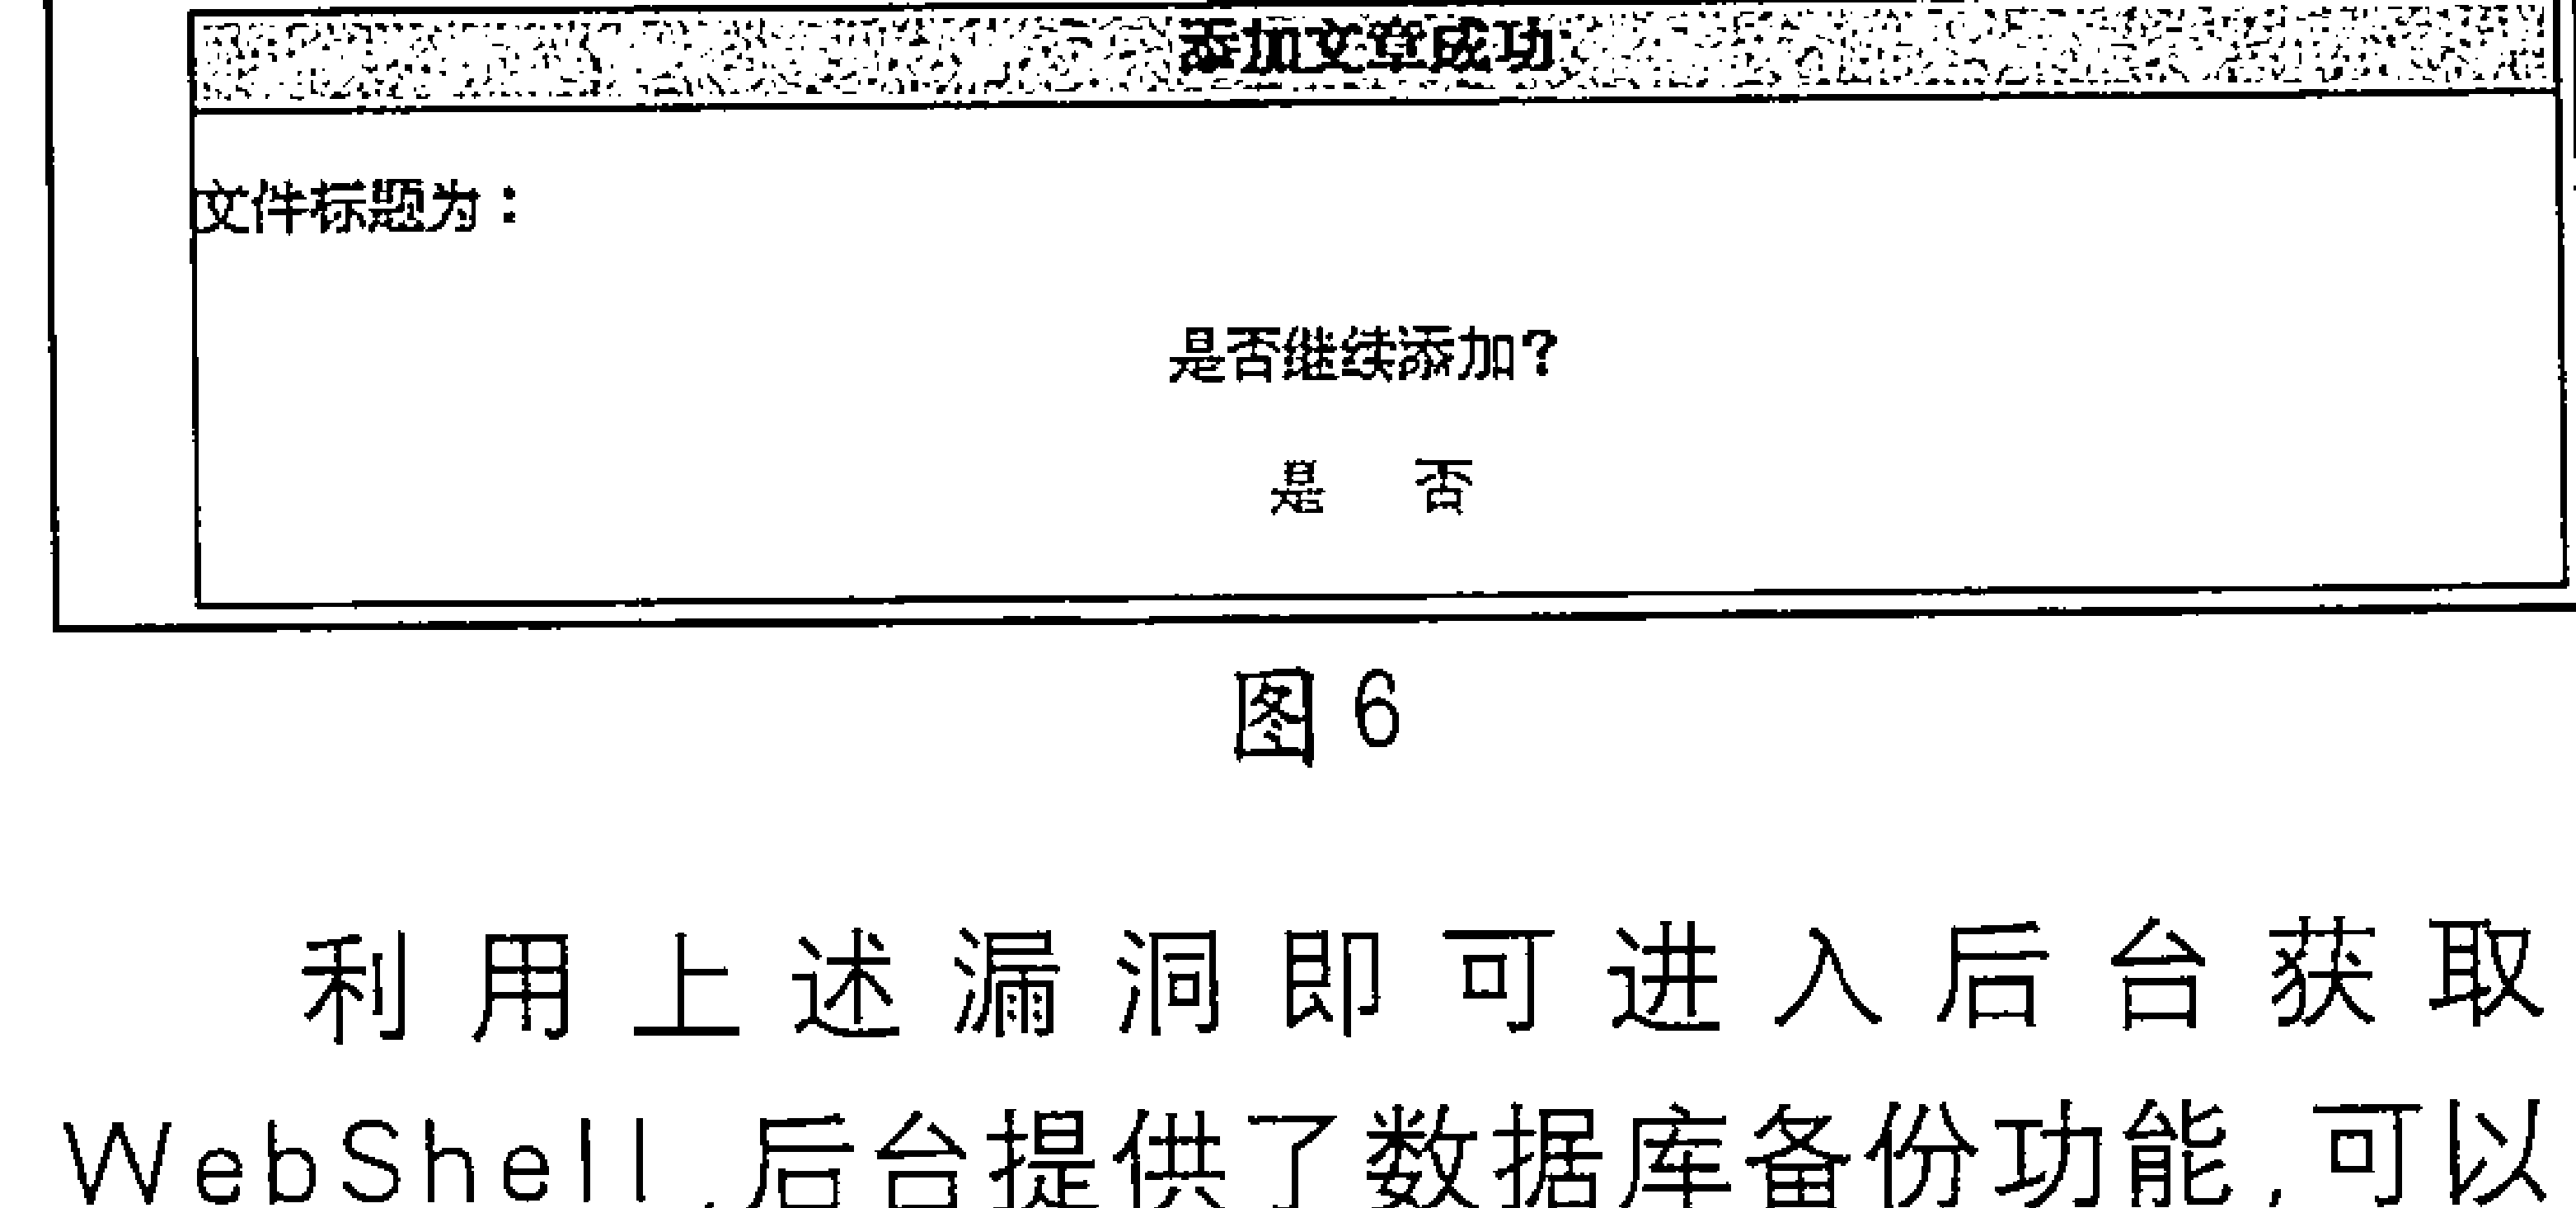 添加文章成功
文件标题为：
是否继续添加?
是 否
图 6
利用上述漏洞即可进入后台获取
WebShell,后台提供了数据库备份功能,可以